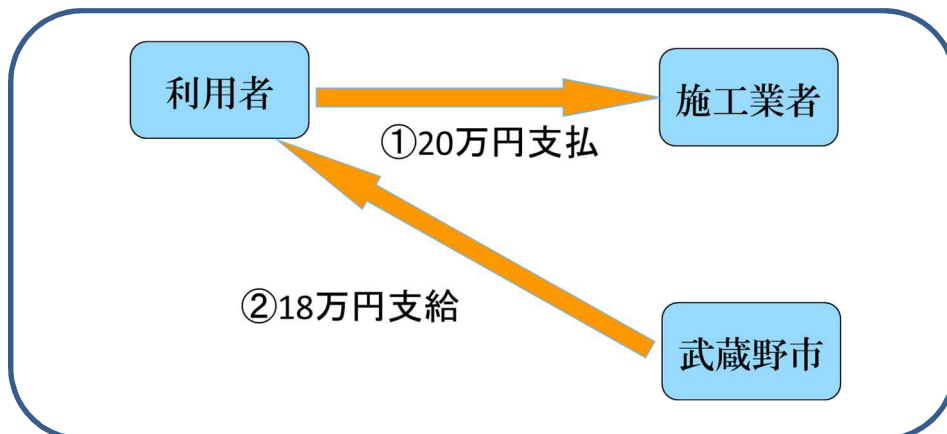 利用者
施工業者
①20万円支払
②18万円支給
武蔵野市